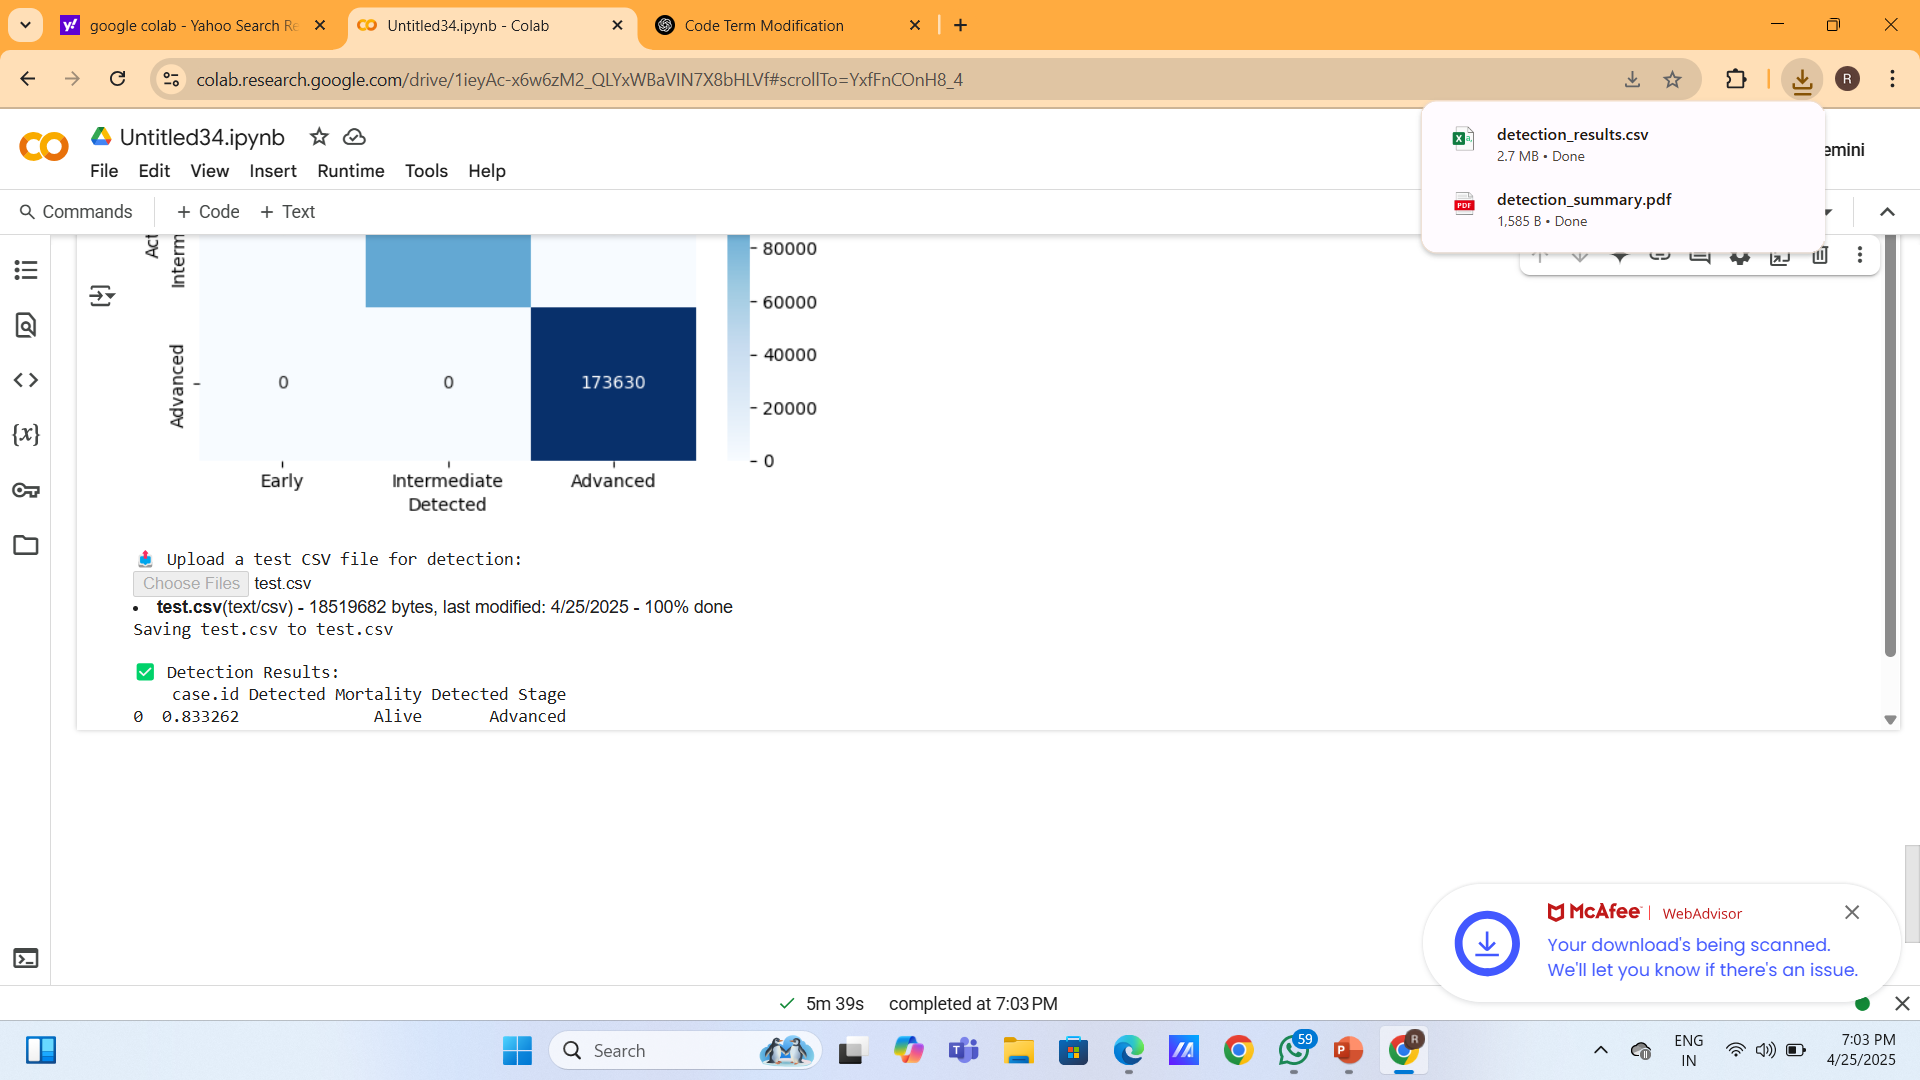 google colab - Yahoo Search Re
Untitled34.ipynb - Colab
Code Term Modification
colab.research.google.com/drive/1ieyAc-x6w6zM2_QLYxWBaVIN7X8bHLVf#scrollTo=YxfFnCOnH8_4
R
detection_results.csv
2.7 MB • Done
PDF
detection_summary.pdf
1,585 B • Done
Untitled34.ipynb
File Edit View Insert Runtime Tools Help
emini
Commands
+ Code + Text
Act
Interm
80000
60000
40000
20000
0
Advanced
0 0 173630
Early Intermediate Advanced
Detected
Upload a test CSV file for detection:
Choose Files test.csv
• test.csv(text/csv) - 18519682 bytes, last modified: 4/25/2025 - 100% done
Saving test.csv to test.csv
Detection Results:
case.id Detected Mortality Detected Stage
0 0.833262 Alive Advanced
McAfee | WebAdvisor
Your download's being scanned.
We'll let you know if there's an issue.
5m 39s completed at 7:03 PM
Search
59
R
ENG
IN
7:03 PM
4/25/2025